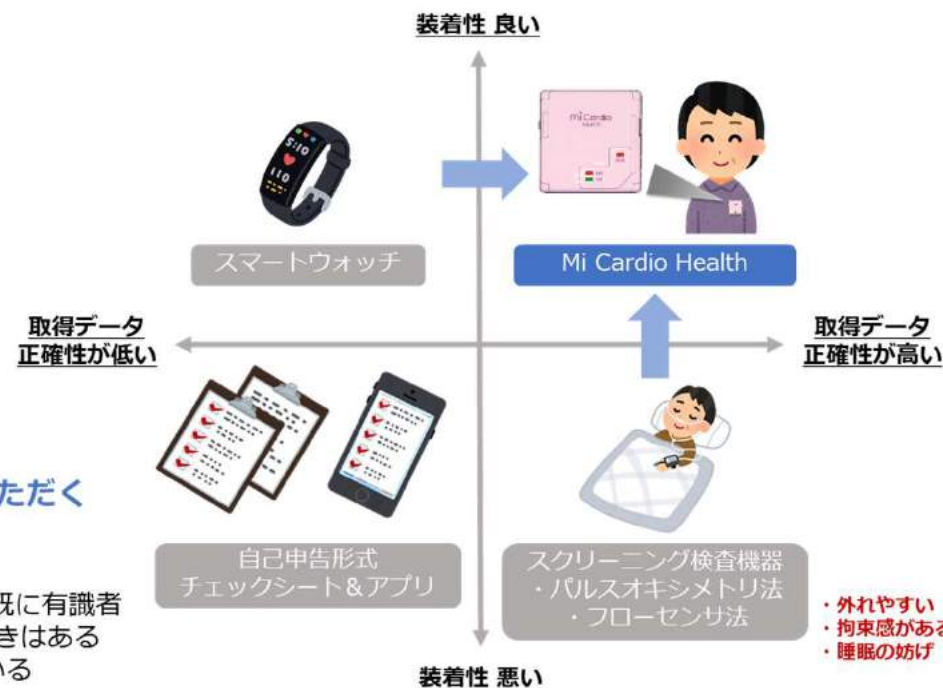 装着性 良い
Mi Cardio
HEALTH
スマートウォッチ
Mi Cardio Health
取得データ
正確性が低い
取得データ
正確性が高い
ただく
自己申告形式
チェックシート＆アプリ
スクリーニング検査機器
・パルスオキシメトリ法
・フローセンサ法
既に有識者
きはある
いる
・外れやすい
・拘束感がある
・睡眠の妨げ
装着性 悪い